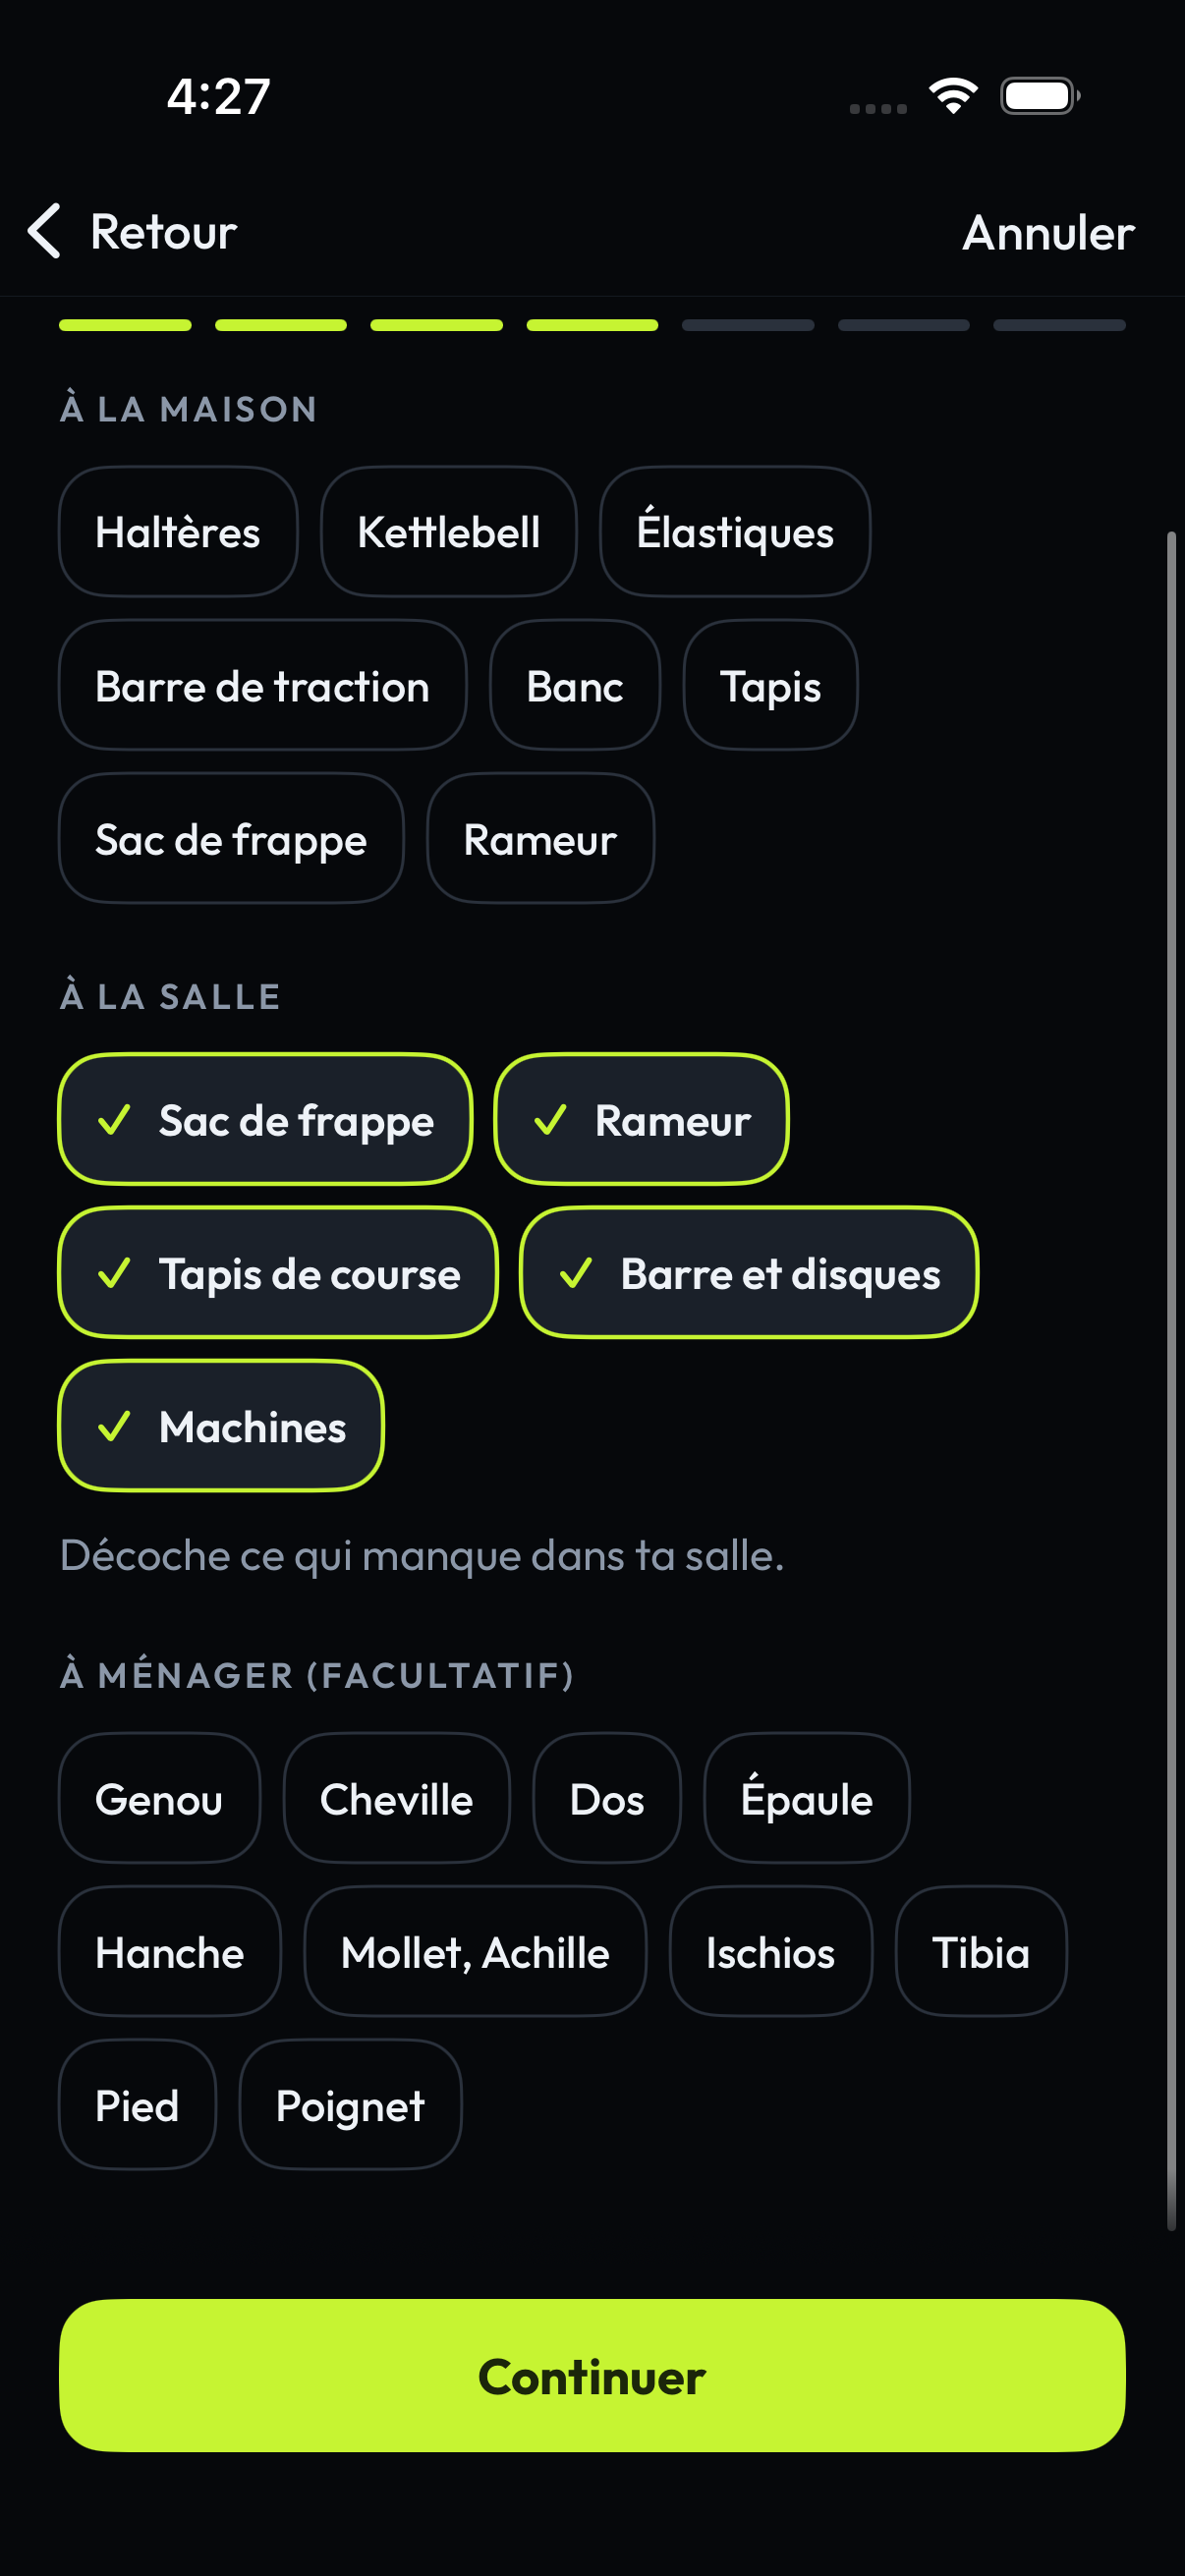 4:27
Retour
Annuler
À LA MAISON
Haltères
Kettlebell
Élastiques
Barre de traction
Banc
Tapis
Sac de frappe
Rameur
À LA SALLE
Sac de frappe
Rameur
Tapis de course
Barre et disques
Machines
Décoche ce qui manque dans ta salle.
À MÉNAGER (FACULTATIF)
Genou
Cheville
Dos
Épaule
Hanche
Mollet, Achille
Ischios
Tibia
Pied
Poignet
Continuer